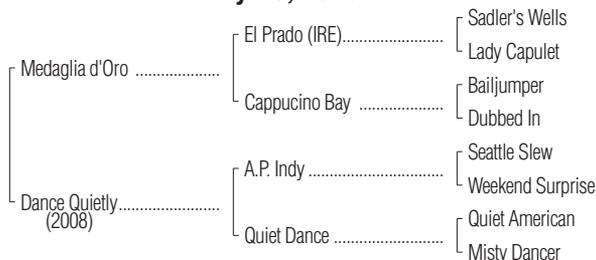 Sadler's Wells
El Prado (IRE)....................
Lady Capulet
Medaglia d'Oro .................
Bailjumper
Cappucino Bay .................
Dubbed In
Seattle Slew
A.P. Indy ...........................
Weekend Surprise
Dance Quietly....................
(2008)
Quiet American
Quiet Dance ......................
Misty Dancer